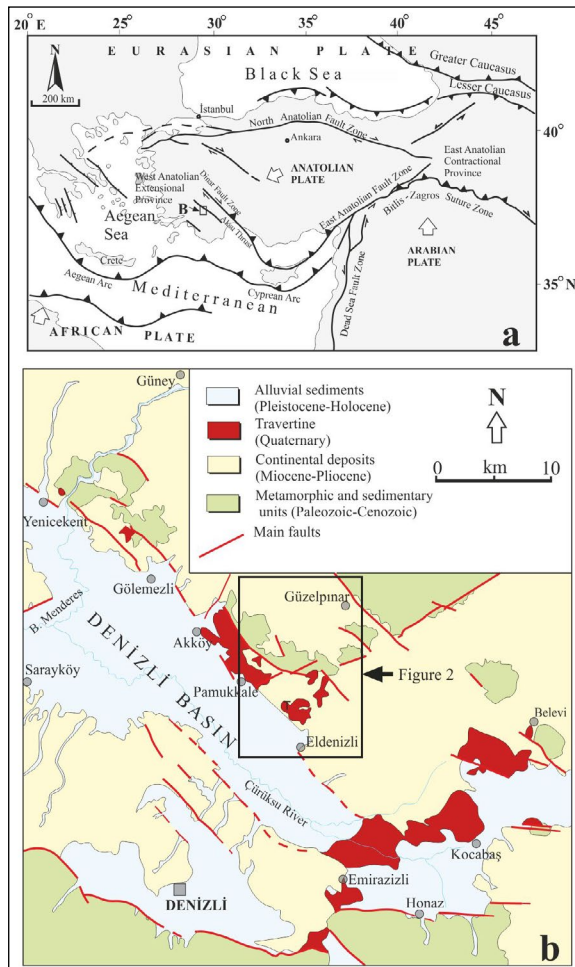 20°E 25° 30° 35° 40° 45°
N
E U R A S I A N P L A T E
Greater Caucasus
Lesser Caucasus
Black Sea
200 km
İstanbul
North Anatolian Fault Zone
40°
Ankara
East Anatolian
Contractional
Province
ANATOLIAN
PLATE
West Anatolian
Extensional
Province
Dinar Fault Zone
B
Aksu Thrust
East Anatolian Fault Zone
Bitlis-Zagros Suture Zone
Aegean
Sea
ARABIAN
PLATE
Crete
Aegean Arc
Cyprean Arc
35°N
Mediterranean
Dead Sea Fault Zone
AFRICAN
PLATE
a
Güney
Alluvial sediments
(Pleistocene-Holocene)
Travertine
(Quaternary)
Continental deposits
(Miocene-Pliocene)
Metamorphic and sedimentary
units (Paleozoic-Cenozoic)
Main faults
N
0 km 10
Yenicekent
Gölemezli
Güzelpınar
B. Menderes
Akköy
DENİZLİ BASIN
Sarayköy
Pamukkale
Figure 2
Belevi
Eldenizli
Çürüksu River
Kocabaş
Emirazizli
DENİZLİ
Honaz
b